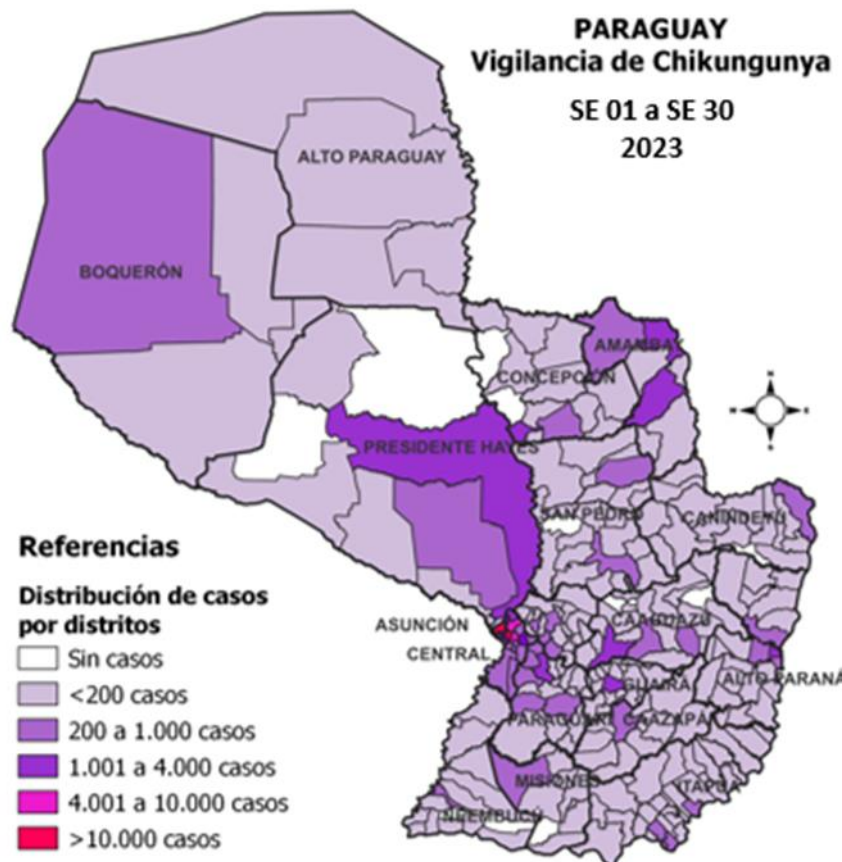 PARAGUAY
Vigilancia de Chikungunya
SE 01 a SE 30
2023
ALTO PARAGUAY
BOQUERÓN
AMAMBAY
CONCEPCIÓN
PRESIDENTE HAYES
SAN PEDRO
CANINDEYÚ
Referencias
Distribución de casos
por distritos
Sin casos
<200 casos
200 a 1.000 casos
1.001 a 4.000 casos
4.001 a 10.000 casos
>10.000 casos
ASUNCIÓN
CENTRAL
CAAGUAZÚ
GUAIRÁ
ALTO PARANÁ
PARAGUARÍ
CAAZAPÁ
MISIONES
ITAPÚA
ÑEEMBUCÚ